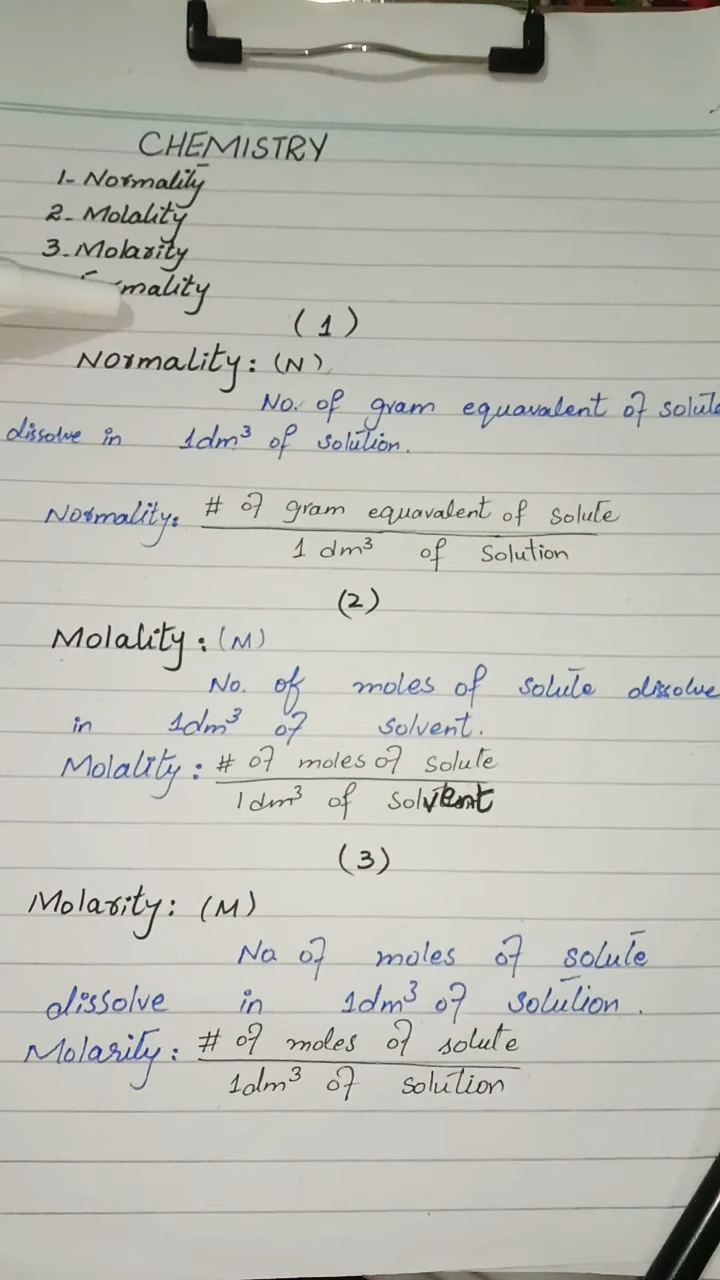 CHEMISTRY
1- Normality
2- Molality
3- Molarity
mality
(1)
Normality: (N)
No. of gram equavalent of solute
dissolve in 1dm³ of solution.
Normality: # of gram equavalent of solute
1 dm³ of Solution
(2)
Molality: (M)
No. of moles of solute dissolve
in 1dm³ of solvent.
Molality: # of moles of solute
1dm³ of solvent
(3)
Molarity: (M)
No of moles of solute
dissolve in 1dm³ of solution.
Molarity: # of moles of solute
1dm³ of solution